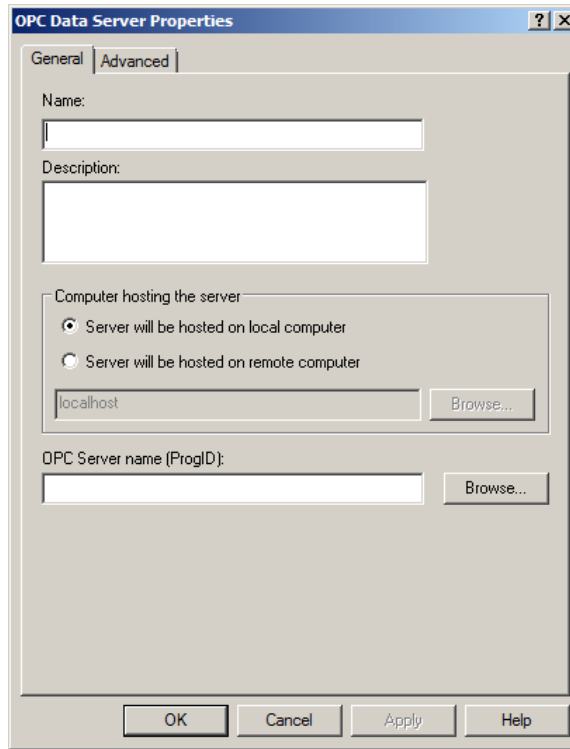 OPC Data Server Properties
General Advanced
Name:
Description:
Computer hosting the server
Server will be hosted on local computer
Server will be hosted on remote computer
localhost Browse...
OPC Server name (ProgID):
Browse...
OK Cancel Apply Help